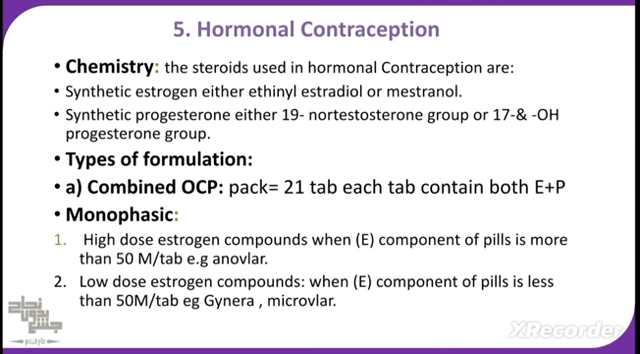 5. Hormonal Contraception
• Chemistry: the steroids used in hormonal Contraception are:
• Synthetic estrogen either ethinyl estradiol or mestranol.
• Synthetic progesterone either 19- nortestosterone group or 17-& -OH
progesterone group.
• Types of formulation:
• a) Combined OCP: pack= 21 tab each tab contain both E+P
• Monophasic:
1. High dose estrogen compounds when (E) component of pills is more
than 50 M/tab e.g anovlar.
2. Low dose estrogen compounds: when (E) component of pills is less
than 50M/tab eg Gynera , microvlar.
XRecorder